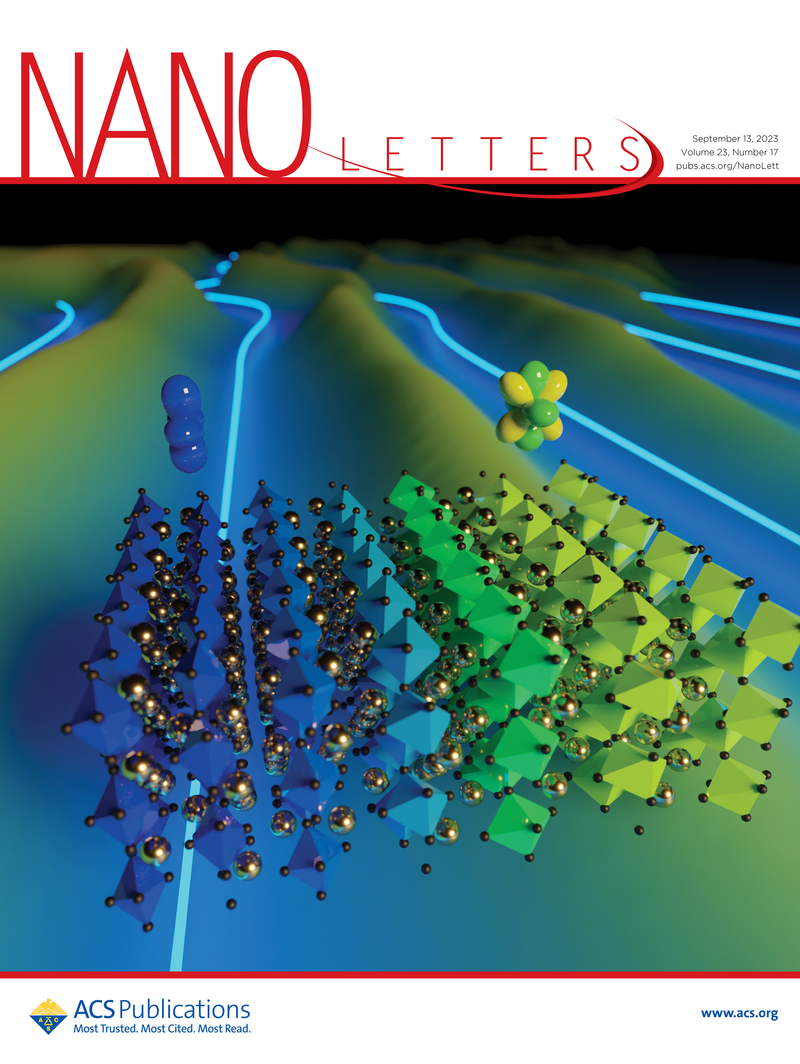 NANO LETTERS
September 13, 2023
Volume 23, Number 17
pubs.acs.org/NanoLett
A C S
ACS Publications
Most Trusted. Most Cited. Most Read.
www.acs.org